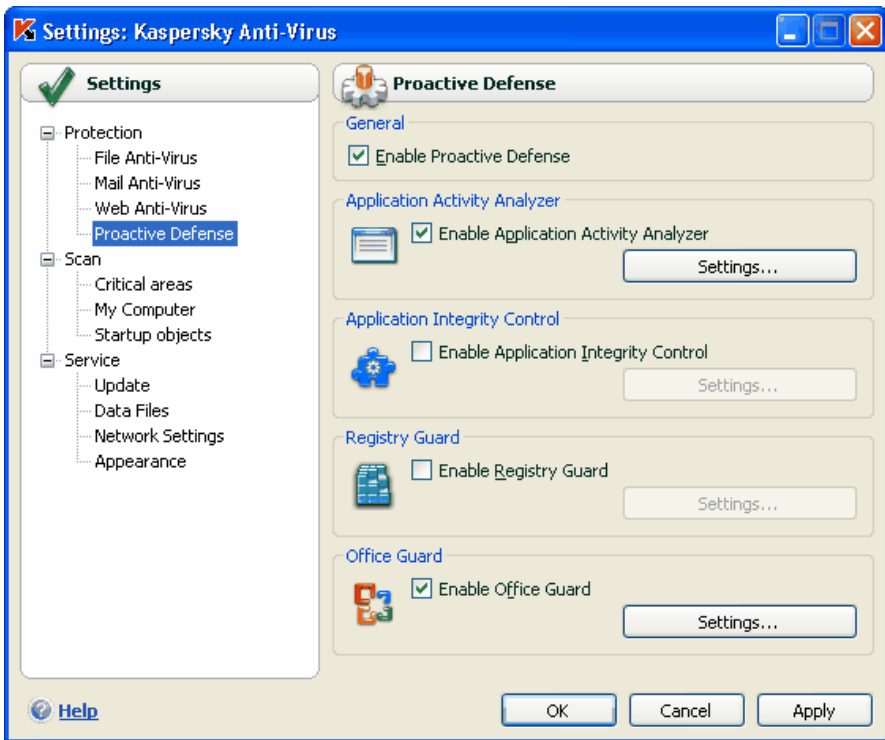 Settings: Kaspersky Anti-Virus
Settings
Protection
File Anti-Virus
Mail Anti-Virus
Web Anti-Virus
Proactive Defense
Scan
Critical areas
My Computer
Startup objects
Service
Update
Data Files
Network Settings
Appearance
Proactive Defense
General
Enable Proactive Defense
Application Activity Analyzer
Enable Application Activity Analyzer
Settings...
Application Integrity Control
Enable Application Integrity Control
Settings...
Registry Guard
Enable Registry Guard
Settings...
Office Guard
Enable Office Guard
Settings...
Help
OK
Cancel
Apply